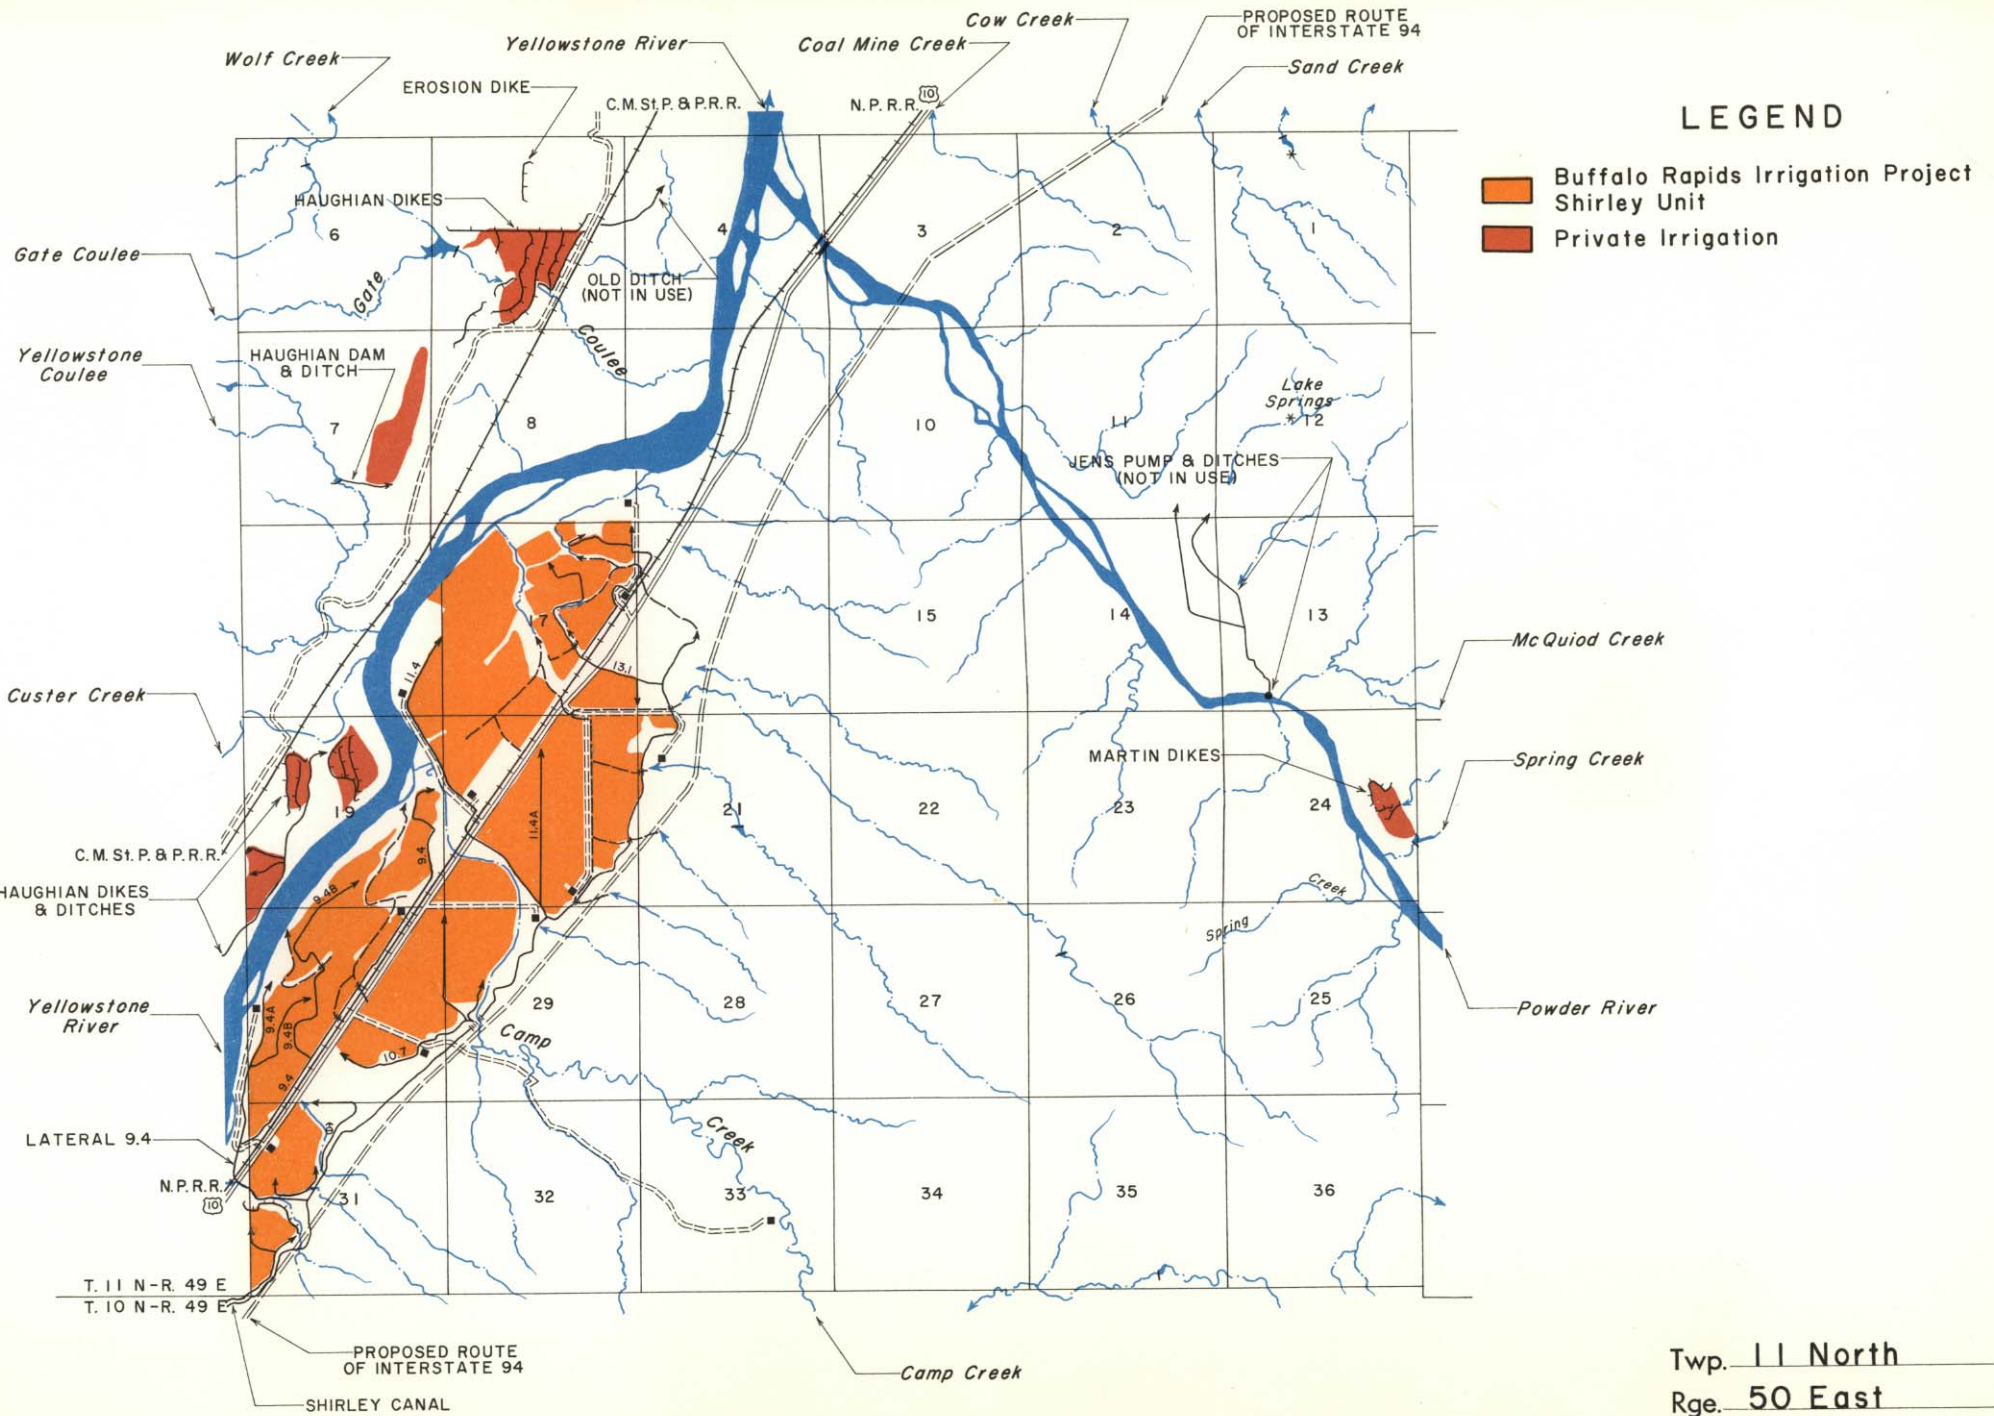 Cow Creek
PROPOSED ROUTE
OF INTERSTATE 94
Wolf Creek
Yellowstone River
Coal Mine Creek
Sand Creek
EROSION DIKE
C.M.St.P. & P.R.R.
N.P.R.R.
10
LEGEND
Buffalo Rapids Irrigation Project
Shirley Unit
Private Irrigation
HAUGHIAN DIKES
6
4
3
2
1
Gate Coulee
Gate
Coulee
OLD DITCH
(NOT IN USE)
Yellowstone
Coulee
HAUGHIAN DAM
& DITCH
7
8
10
11
Lake
Springs
12
JENS PUMP & DITCHES
(NOT IN USE)
17
15
14
13
McQuiod Creek
11.4
13.1
Custer Creek
MARTIN DIKES
Spring Creek
19
21
22
23
24
11.4A
9.4
C.M.St.P. & P.R.R.
HAUGHIAN DIKES
& DITCHES
9.4B
Spring
Creek
Yellowstone
River
9.4A
9.4B
29
28
27
26
25
Powder River
10.7
9.4
Camp
Creek
LATERAL 9.4
N.P.R.R.
10
31
32
33
34
35
36
T. 11 N-R. 49 E
T. 10 N-R. 49 E
PROPOSED ROUTE
OF INTERSTATE 94
SHIRLEY CANAL
Camp Creek
Twp. 11 North
Rge. 50 East